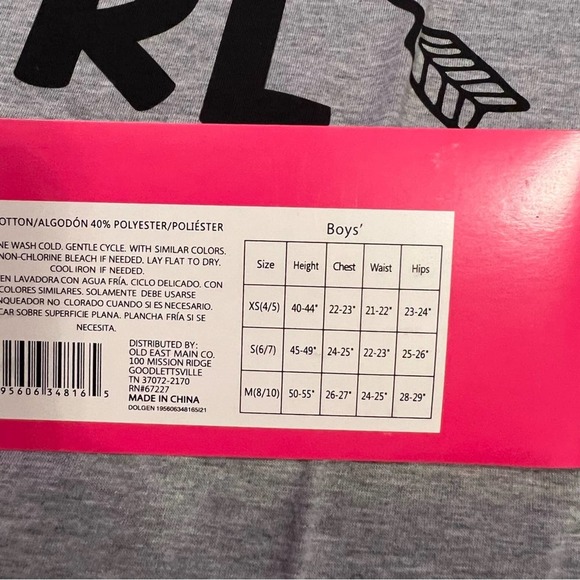 RL
OTTON/ALGODÓN 40% POLYESTER/POLIÉSTER
NE WASH COLD. GENTLE CYCLE. WITH SIMILAR COLORS.
NON-CHLORINE BLEACH IF NEEDED. LAY FLAT TO DRY.
COOL IRON IF NEEDED.
EN LAVADORA CON AGUA FRÍA. CICLO DELICADO. CON
COLORES SIMILARES. SOLAMENTE DEBE USARSE
NQUEADOR NO CLORADO CUANDO ES NECESARIO.
CAR SOBRE SUPERFICIE PLANA. PLANCHA FRÍA SI SE
NECESITA.
95606 34816 5
DISTRIBUTED BY:
OLD EAST MAIN CO.
100 MISSION RIDGE
GOODLETTSVILLE
TN 37072-2170
RN#67227
MADE IN CHINA
DOLGEN 195606348165I21
Boys'
Size Height Chest Waist Hips
XS(4/5) 40-44" 22-23" 21-22" 23-24"
S(6/7) 45-49" 24-25" 22-23" 25-26"
M(8/10) 50-55" 26-27" 24-25" 28-29"